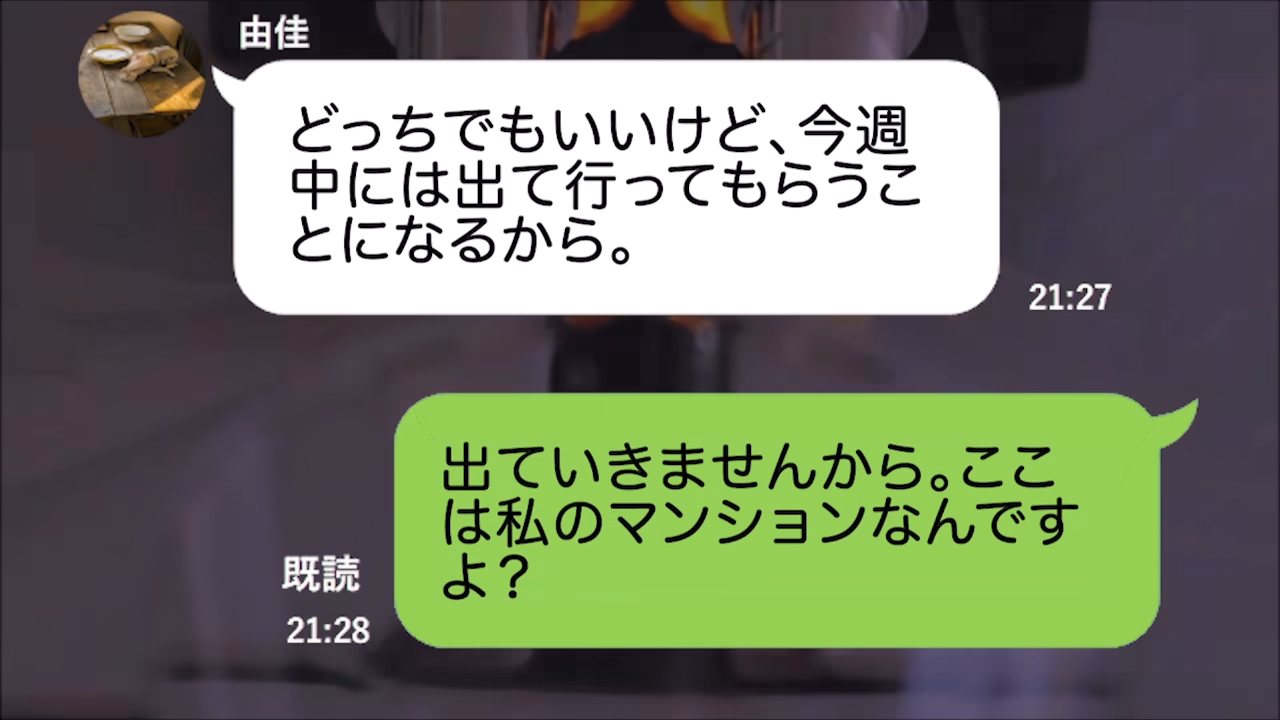 由佳
どっちでもいいけど、今週
中には出て行ってもらうこ
とになるから。
21:27
出ていきませんから。ここ
は私のマンションなんです
よ？
既読
21:28